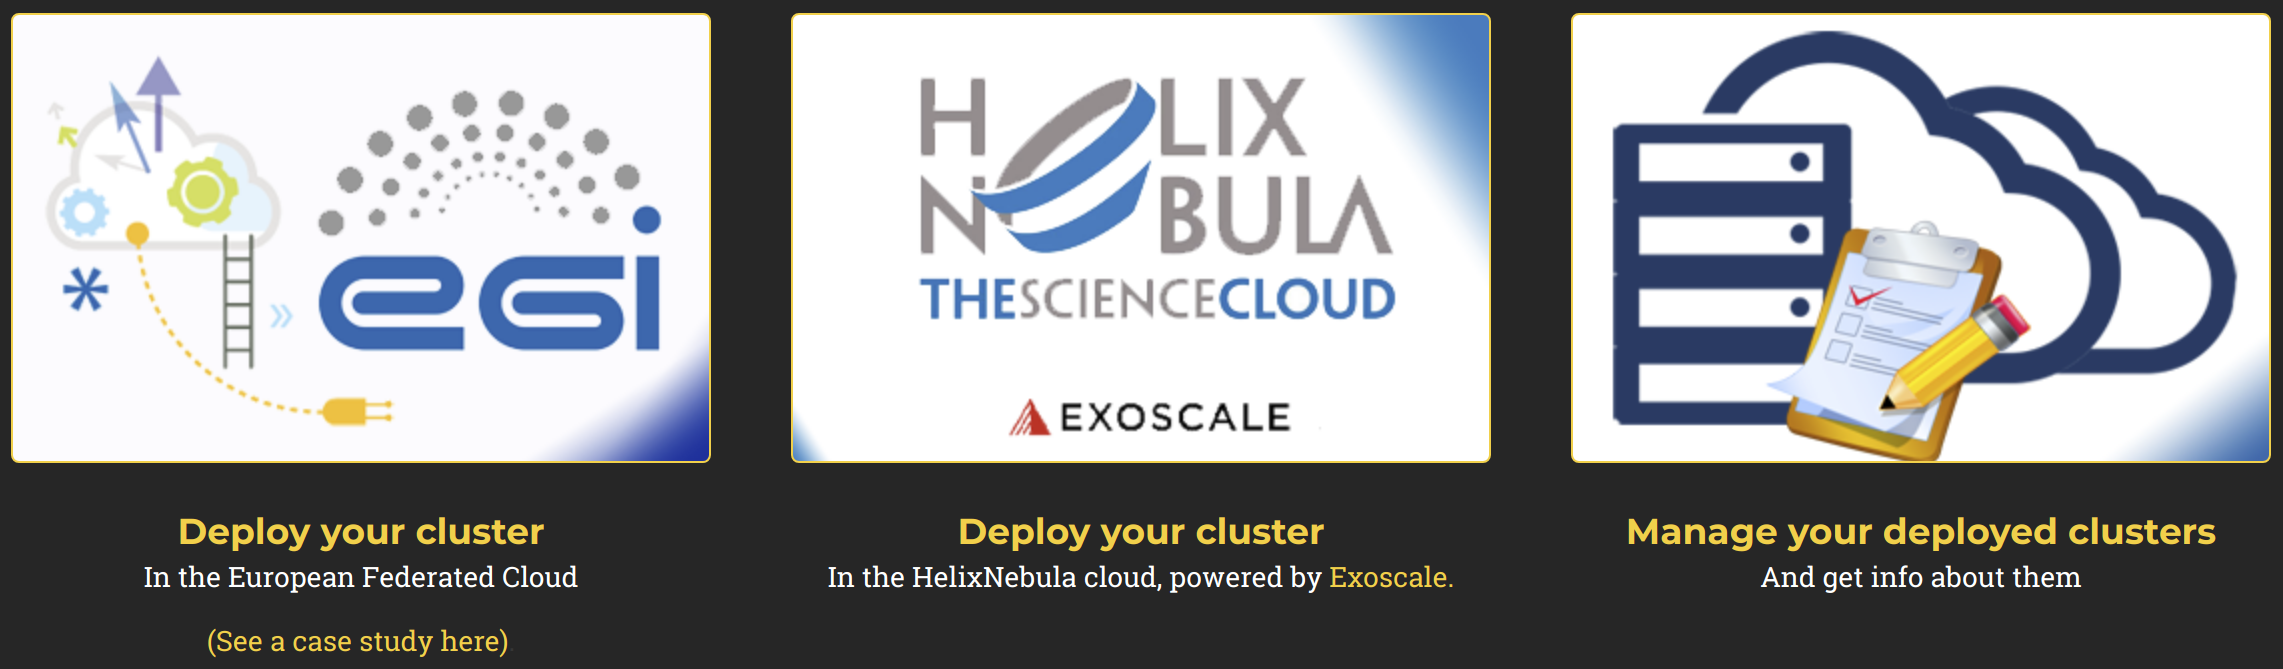 egi
HELIX
NEBULA
THESCIENCECLOUD
EXOSCALE
Deploy your cluster
In the European Federated Cloud
(See a case study here)
Deploy your cluster
In the HelixNebula cloud, powered by Exoscale.
Manage your deployed clusters
And get info about them